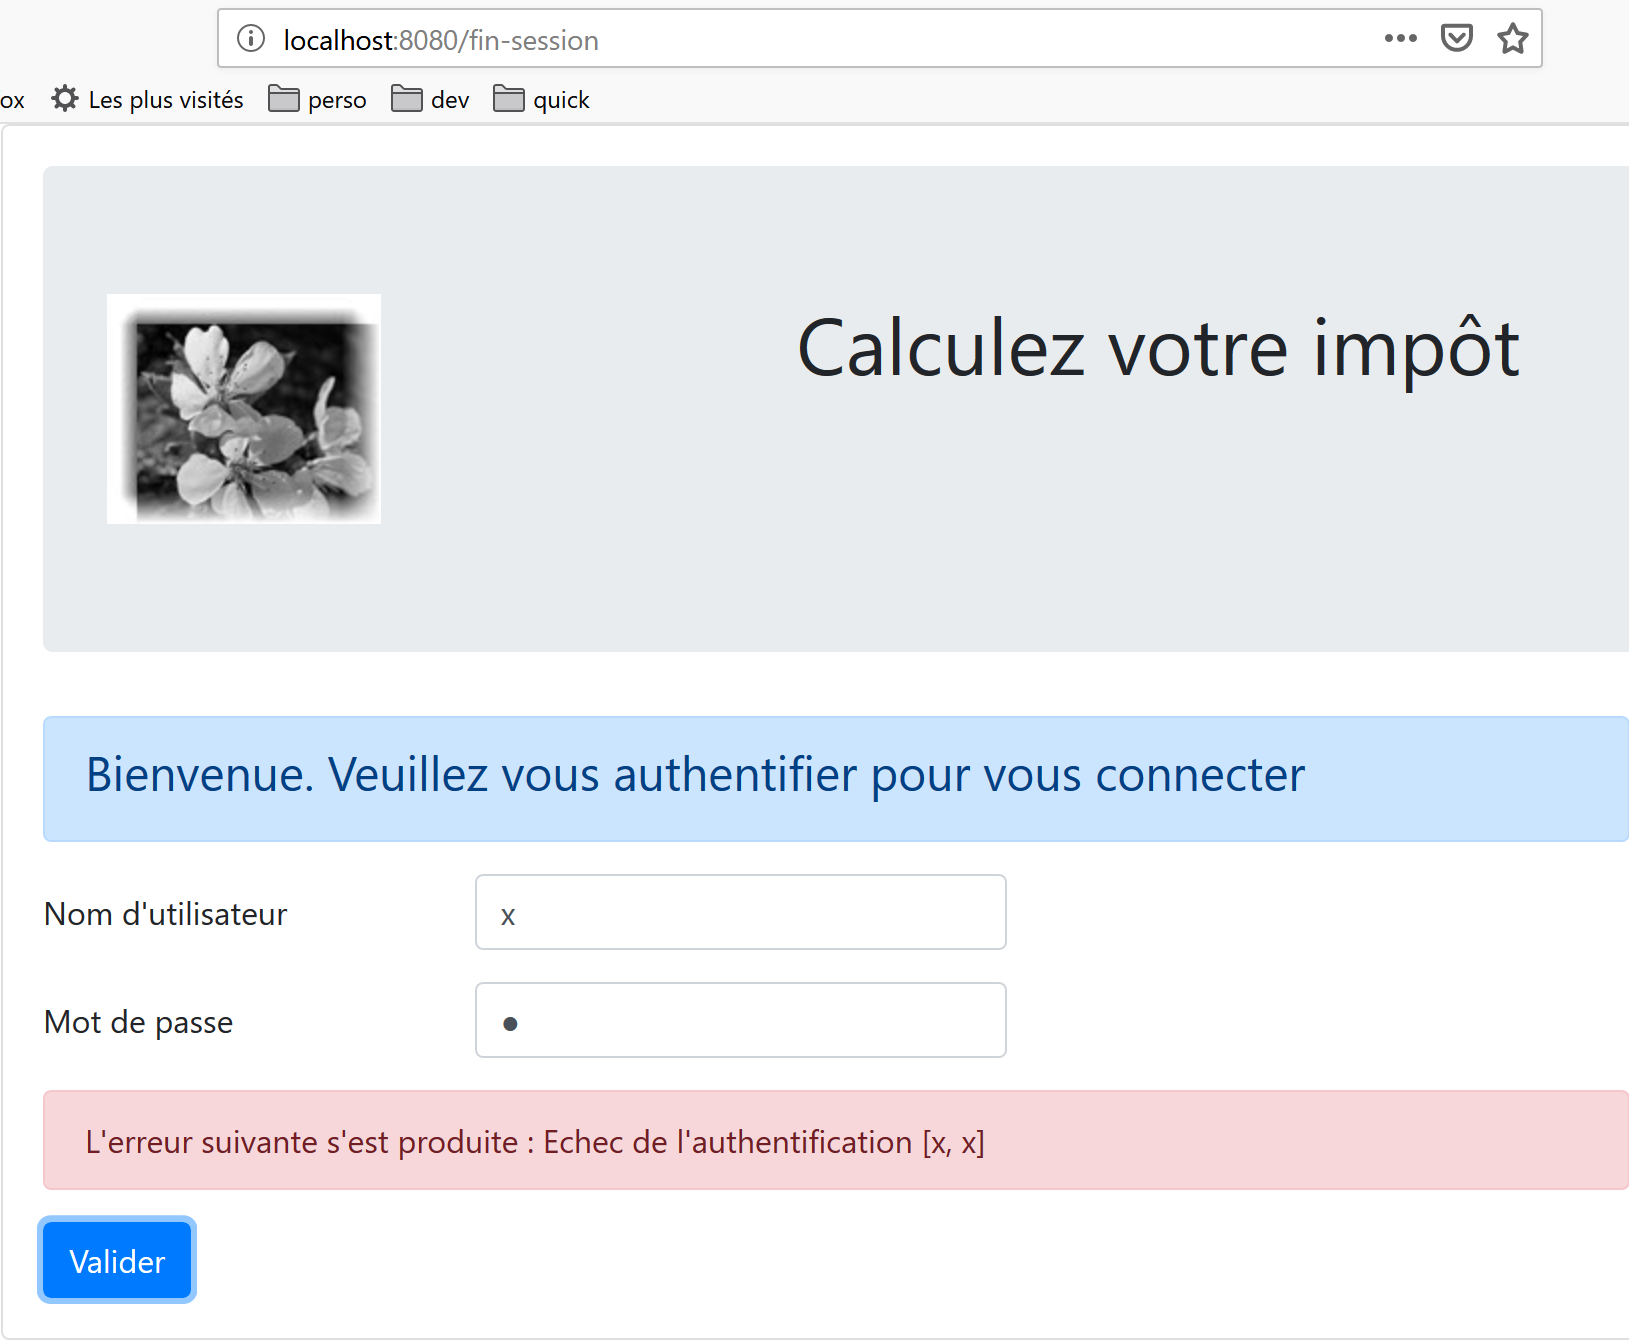 localhost:8080/fin-session
ox Les plus visités perso dev quick
Calculez votre impôt
Bienvenue. Veuillez vous authentifier pour vous connecter
Nom d'utilisateur x
Mot de passe ●
L'erreur suivante s'est produite : Echec de l'authentification [x, x]
Valider